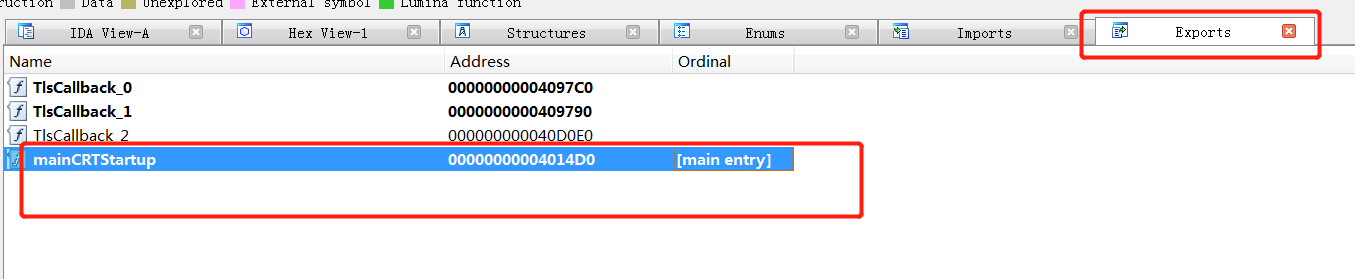 ruction Data Unexplored External symbol Lumina function
IDA View-A Hex View-1 Structures Enums Imports Exports
Name Address Ordinal
TlsCallback_0 00000000004097C0
TlsCallback_1 0000000000409790
TlsCallback_2 000000000040D0E0
mainCRTStartup 00000000004014D0 [main entry]